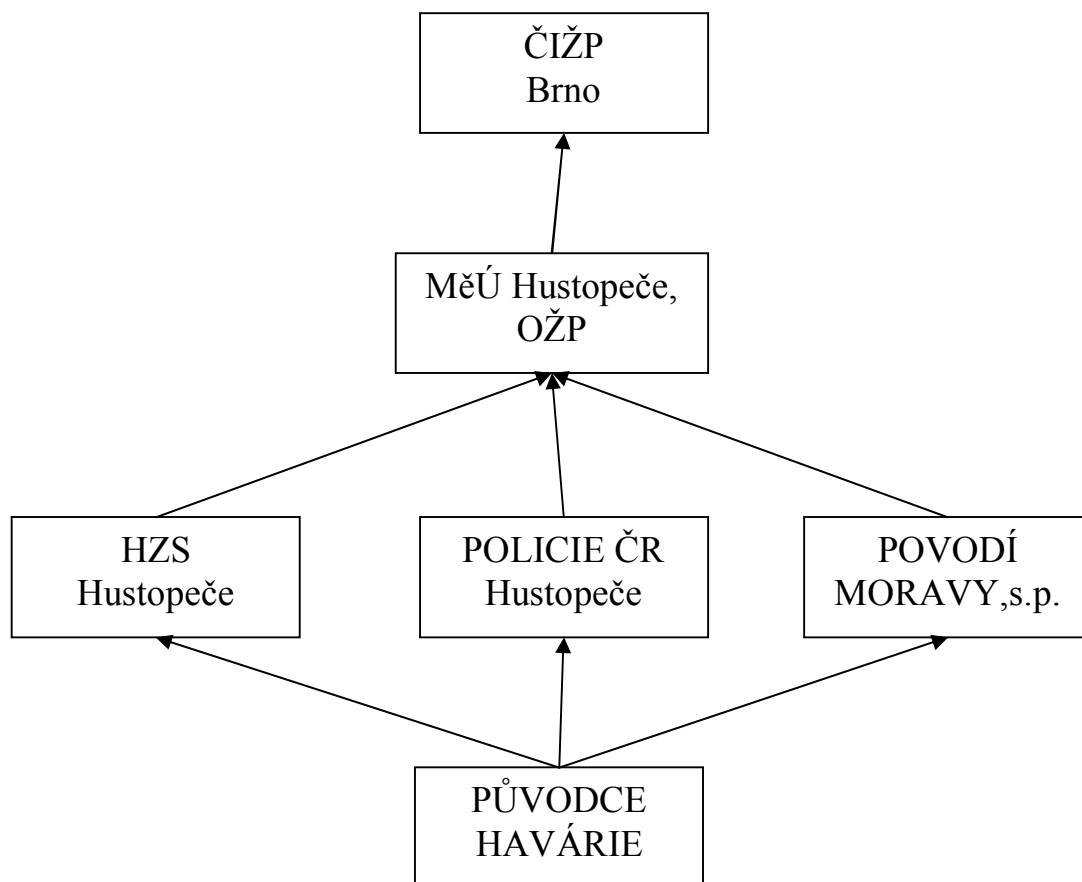 ČIŽP
Brno
MěÚ Hustopeče,
OŽP
HZS
Hustopeče
POLICIE ČR
Hustopeče
POVODÍ
MORAVY,s.p.
PŮVODCE
HAVÁRIE